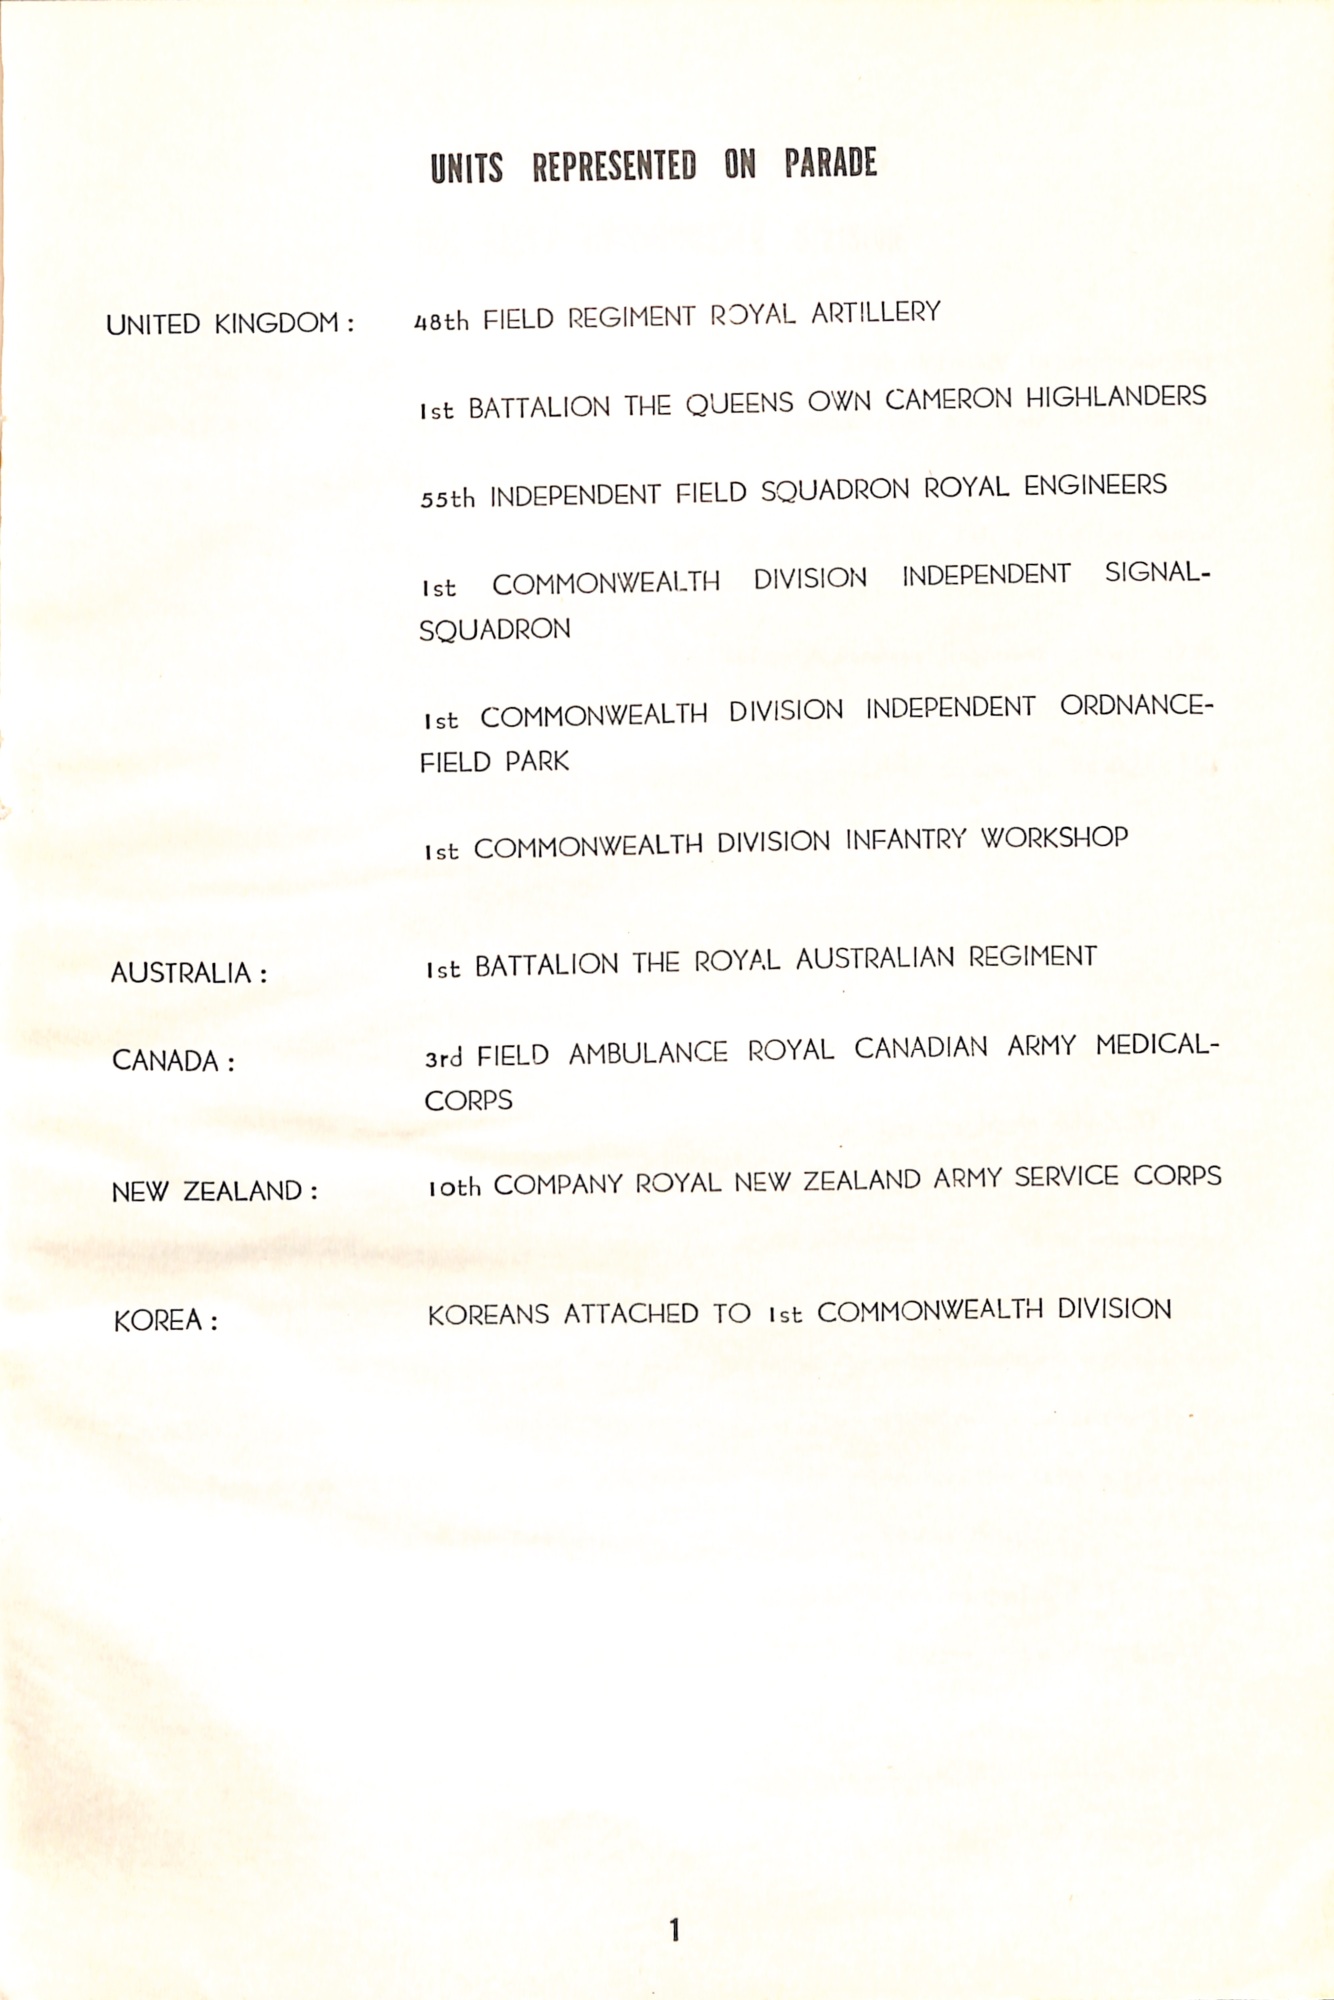 UNITS REPRESENTED ON PARADE
UNITED KINGDOM : 48th FIELD REGIMENT ROYAL ARTILLERY
1st BATTALION THE QUEENS OWN CAMERON HIGHLANDERS
55th INDEPENDENT FIELD SQUADRON ROYAL ENGINEERS
1st COMMONWEALTH DIVISION INDEPENDENT SIGNAL-
SQUADRON
1st COMMONWEALTH DIVISION INDEPENDENT ORDNANCE-
FIELD PARK
1st COMMONWEALTH DIVISION INFANTRY WORKSHOP
AUSTRALIA : 1st BATTALION THE ROYAL AUSTRALIAN REGIMENT
CANADA : 3rd FIELD AMBULANCE ROYAL CANADIAN ARMY MEDICAL-
CORPS
NEW ZEALAND : 10th COMPANY ROYAL NEW ZEALAND ARMY SERVICE CORPS
KOREA : KOREANS ATTACHED TO 1st COMMONWEALTH DIVISION
1